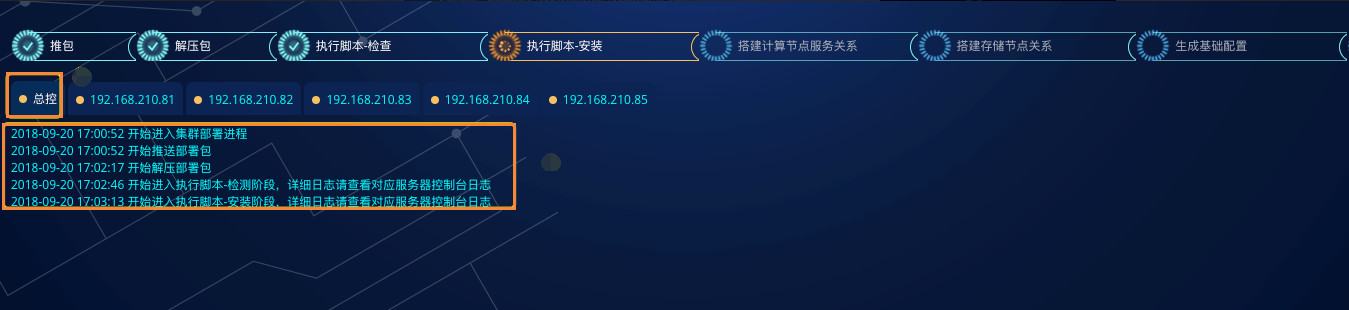 推包 解压包 执行脚本-检查 执行脚本-安装 搭建计算节点服务关系 搭建存储节点关系 生成基础配置
总控 192.168.210.81 192.168.210.82 192.168.210.83 192.168.210.84 192.168.210.85
2018-09-20 17:00:52 开始进入集群部署进程
2018-09-20 17:00:52 开始推送部署包
2018-09-20 17:02:17 开始解压部署包
2018-09-20 17:02:46 开始进入执行脚本-检测阶段，详细日志请查看对应服务器控制台日志
2018-09-20 17:03:13 开始进入执行脚本-安装阶段，详细日志请查看对应服务器控制台日志